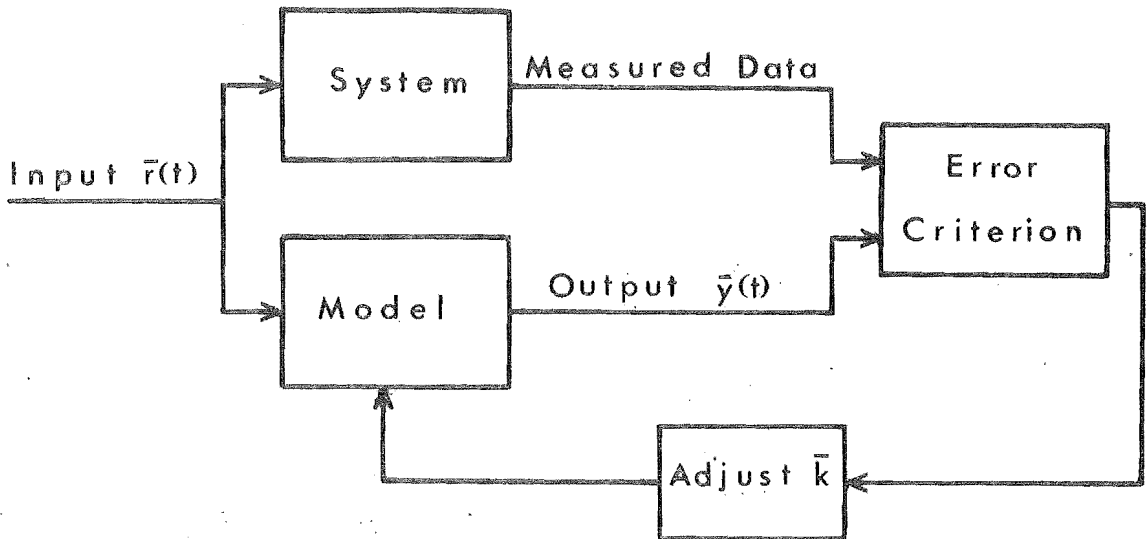 System
Measured Data
Input r̄(t)
Error
Criterion
Model
Output ȳ(t)
Adjust k̄